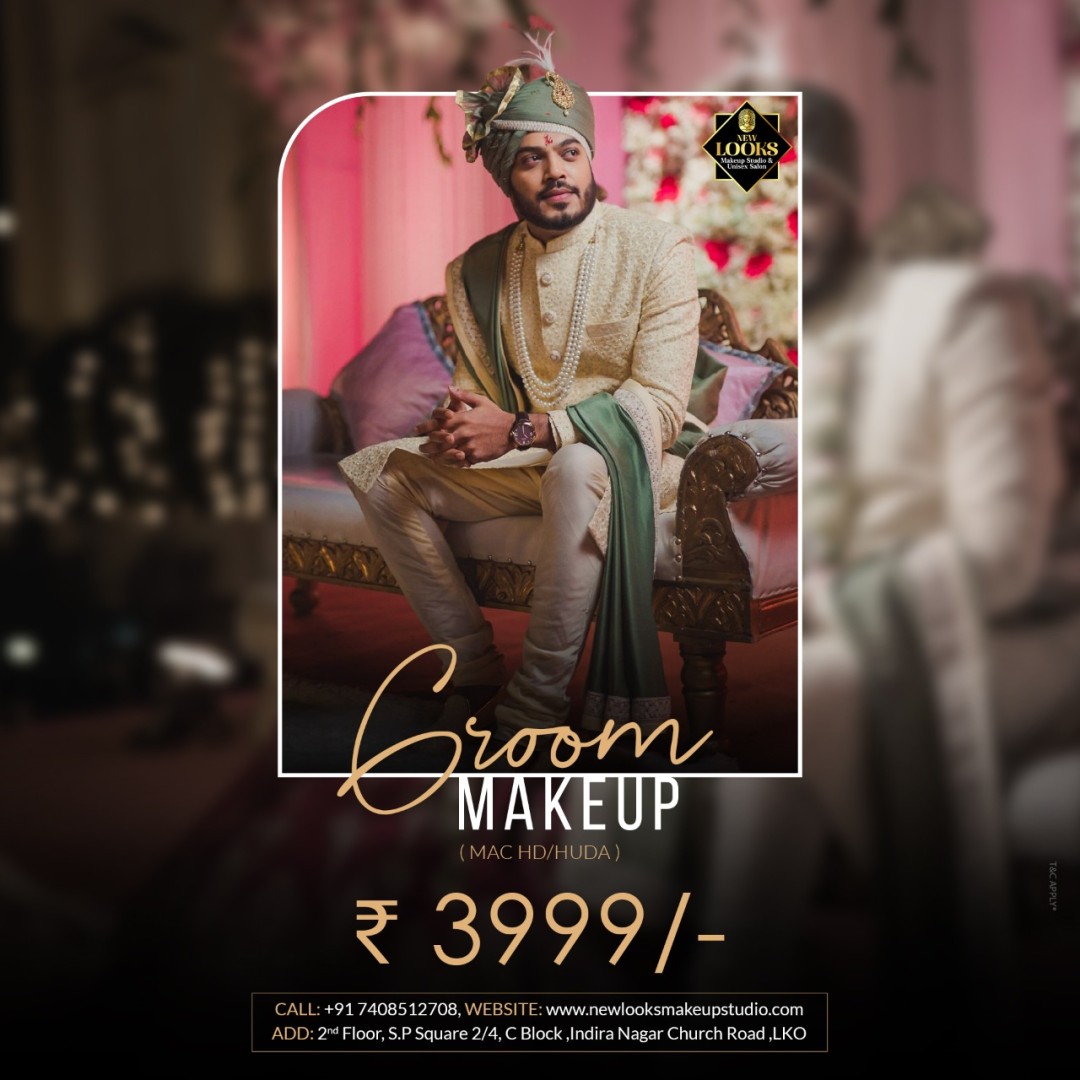 NEW
LOOKS
Makeup Studio &
Unisex Salon
Groom
MAKEUP
( MAC HD/HUDA )
₹ 3999/-
T&C APPLY*
CALL: +91 7408512708, WEBSITE: www.newlooksmakeupstudio.com
ADD: 2nd Floor, S.P Square 2/4, C Block ,Indira Nagar Church Road ,LKO